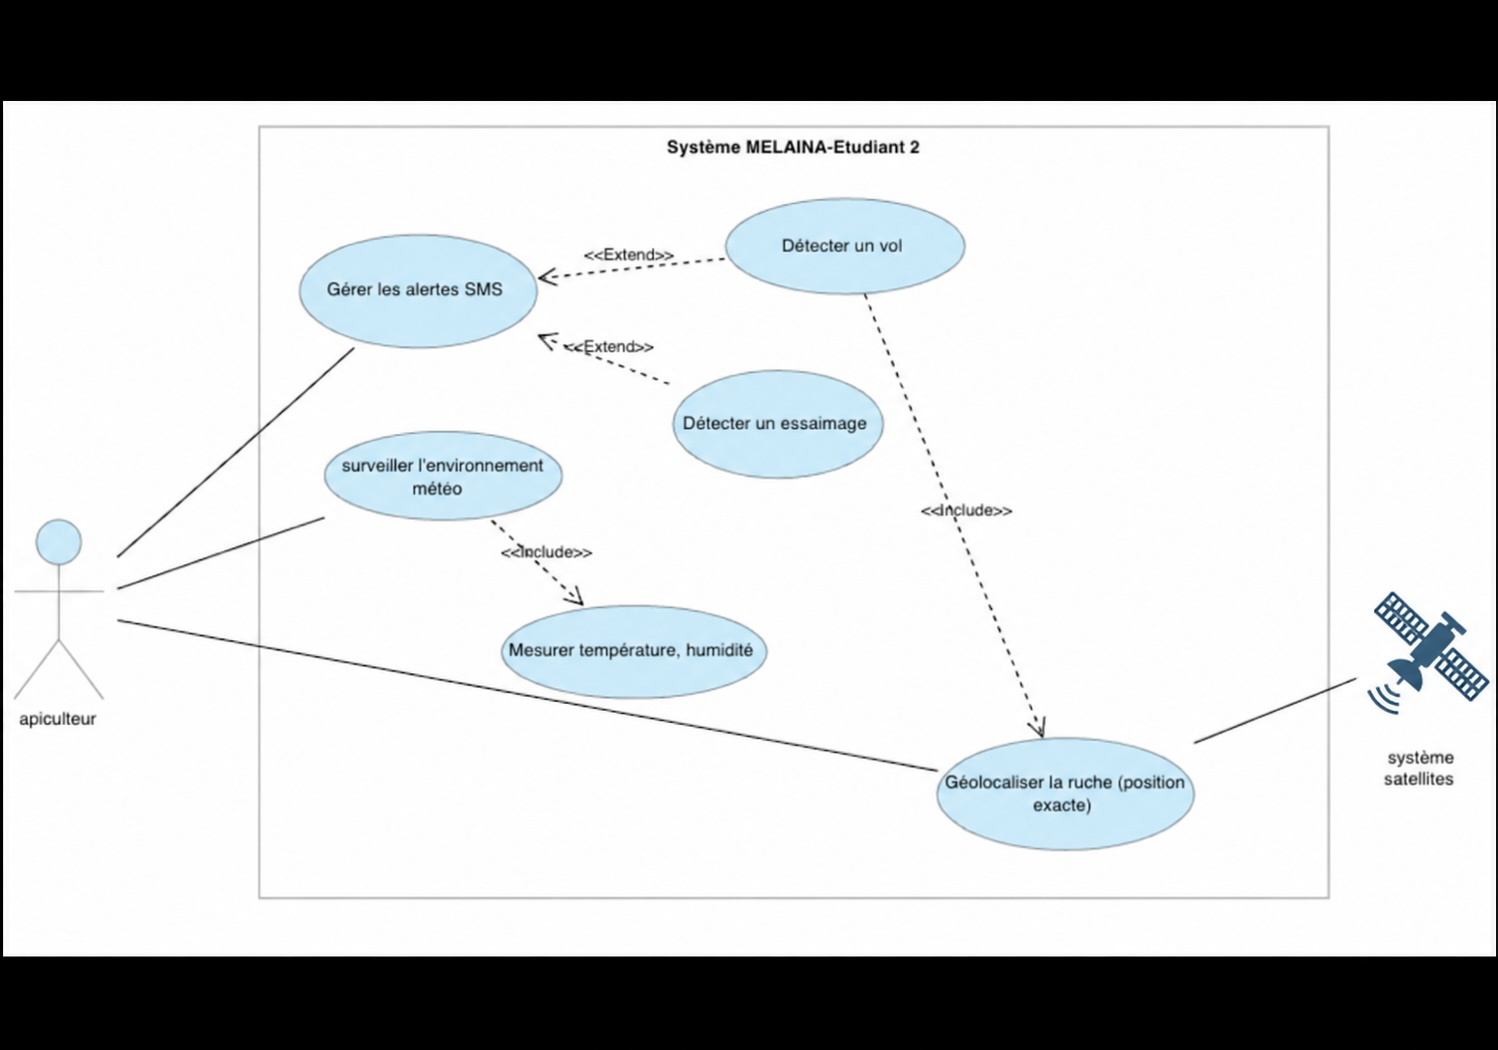 Système MELAINA-Etudiant 2
Détecter un vol
<<Extend>>
Gérer les alertes SMS
<<Extend>>
Détecter un essaimage
surveiller l'environnement
météo
<<Include>>
<<Include>>
Mesurer température, humidité
apiculteur
système
satellites
Géolocaliser la ruche (position
exacte)